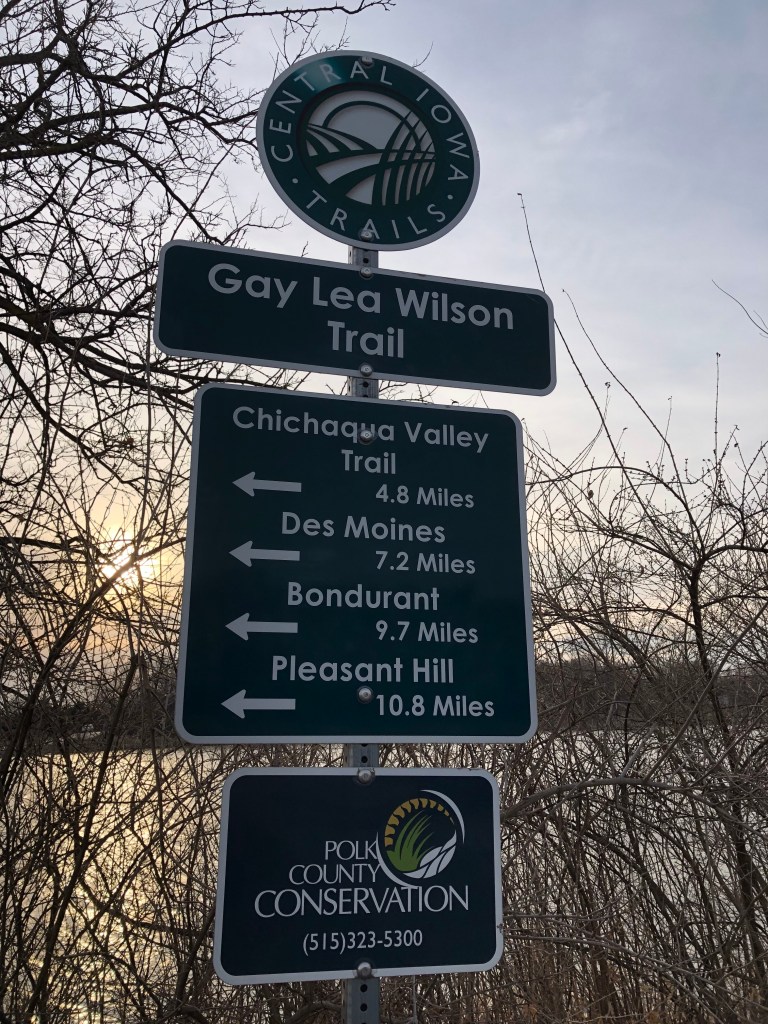 CENTRAL IOWA
TRAILS
Gay Lea Wilson
Trail
Chichaqua Valley
Trail
4.8 Miles
Des Moines
7.2 Miles
Bondurant
9.7 Miles
Pleasant Hill
10.8 Miles
POLK
COUNTY
CONSERVATION
(515)323-5300